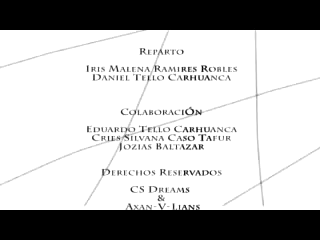 Reparto
Iris Malena Ramires Robles
Daniel Tello Carhuanca
Colaboración
Eduardo Tello Carhuanca
Cries Silvana Caso Tafur
Jozias Baltazar
Derechos Reservados
CS Dreams
&
Axan-V-Lians